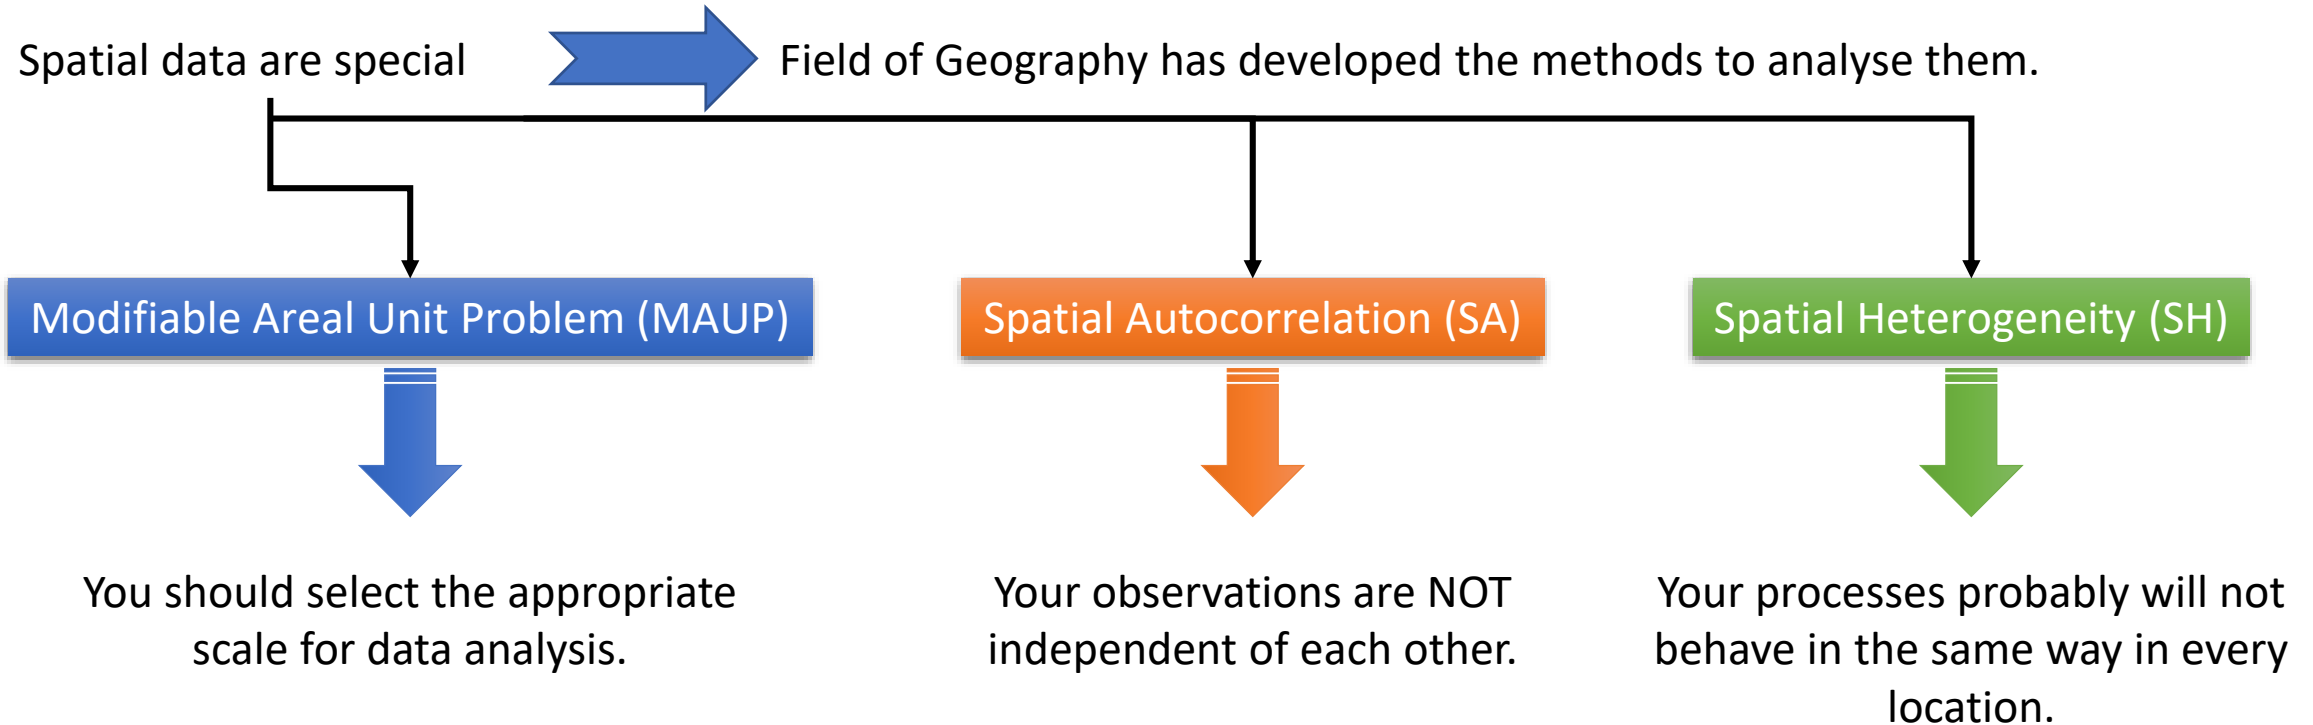 Spatial data are special
Field of Geography has developed the methods to analyse them.
Modifiable Areal Unit Problem (MAUP)
Spatial Autocorrelation (SA)
Spatial Heterogeneity (SH)
You should select the appropriate
scale for data analysis.
Your observations are NOT
independent of each other.
Your processes probably will not
behave in the same way in every
location.